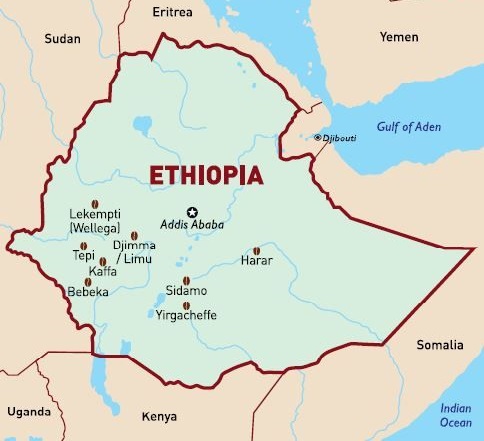 Eritrea
Sudan
Yemen
Gulf of Aden
Djibouti
ETHIOPIA
Lekempti
[Wellega]
Addis Ababa
Djimma
/ Limu
Tepi
Kaffa
Harar
Bebeka
Sidamo
Yirgacheffe
Somalia
Uganda
Kenya
Indian
Ocean